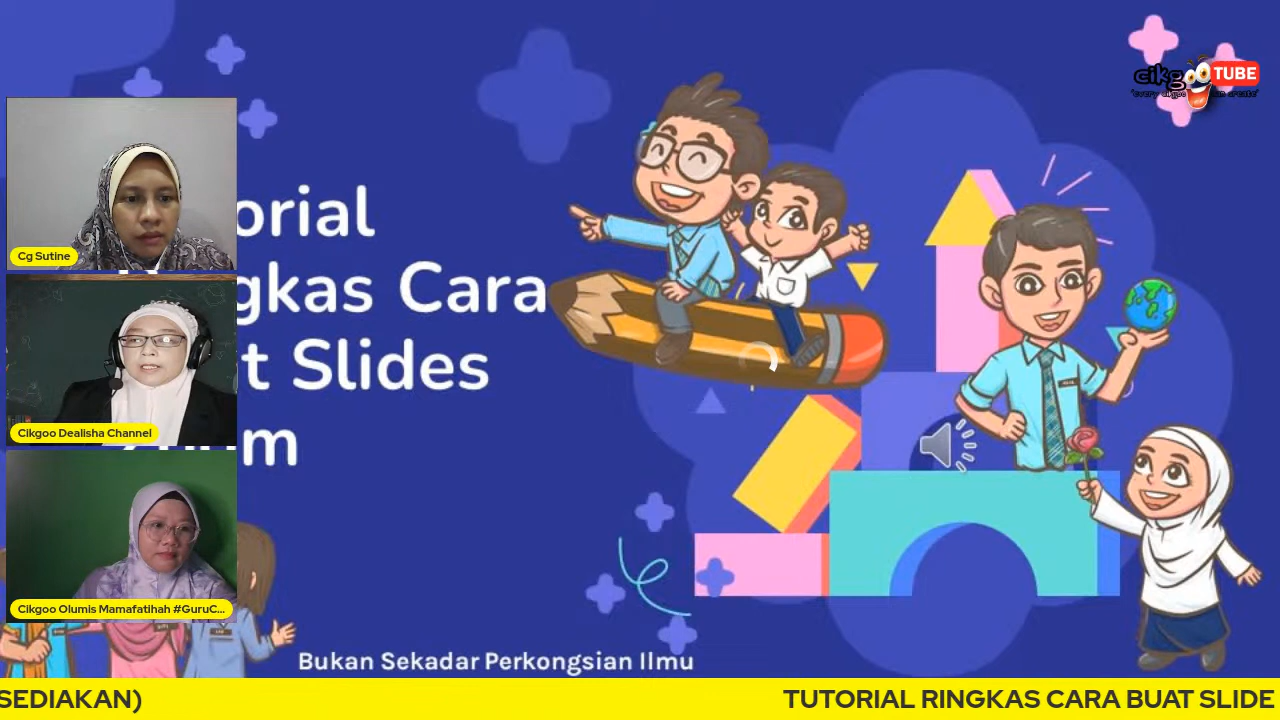 cikgoo TUBE
Cg Sutine
orial
gkas Cara
t Slides
m
Cikgoo Dealisha Channel
Cikgoo Olumis Mamafatihah #GuruC...
Bukan Sekadar Perkongsian Ilmu
SEDIAKAN) TUTORIAL RINGKAS CARA BUAT SLIDE